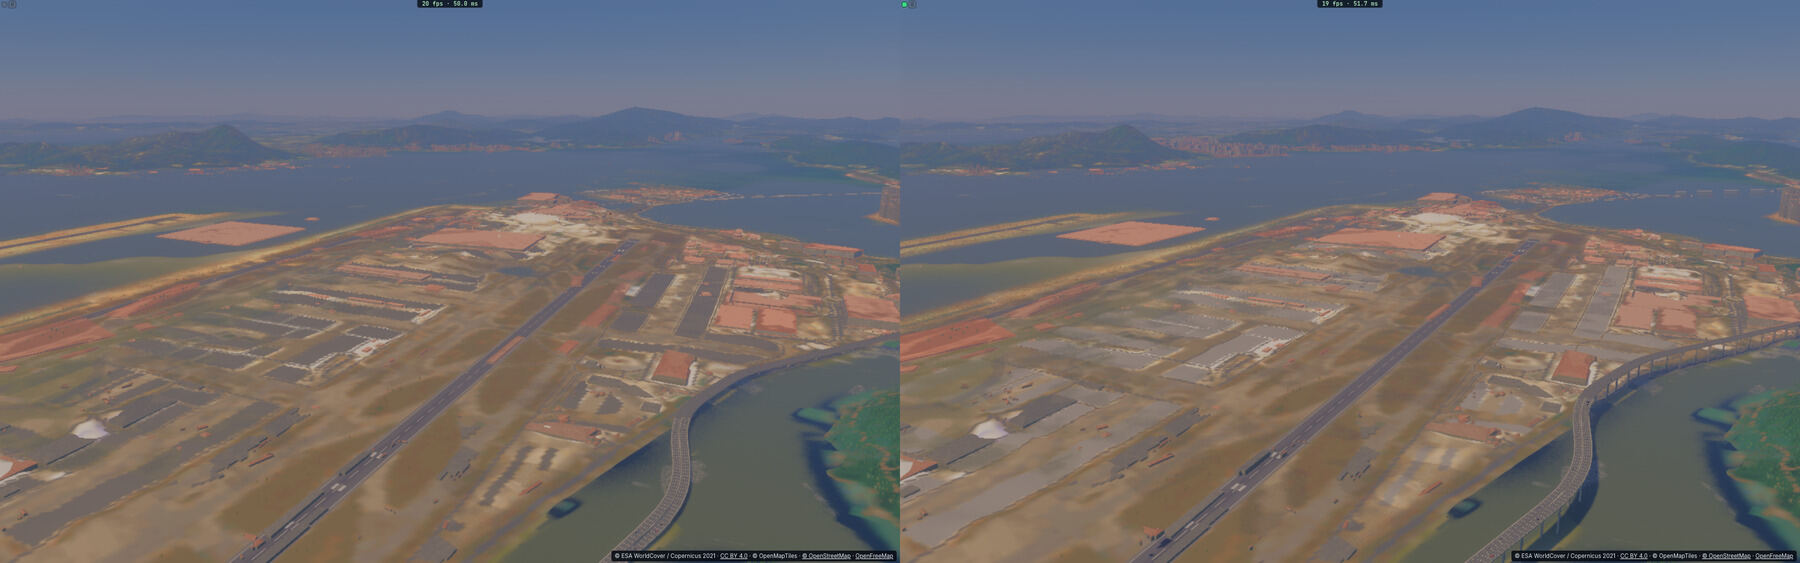 20 fps · 50.0 ms
19 fps · 51.7 ms
© ESA WorldCover / Copernicus 2021 · CC BY 4.0 · © OpenMapTiles · © OpenStreetMap · OpenFreeMap
© ESA WorldCover / Copernicus 2021 · CC BY 4.0 · © OpenMapTiles · © OpenStreetMap · OpenFreeMap